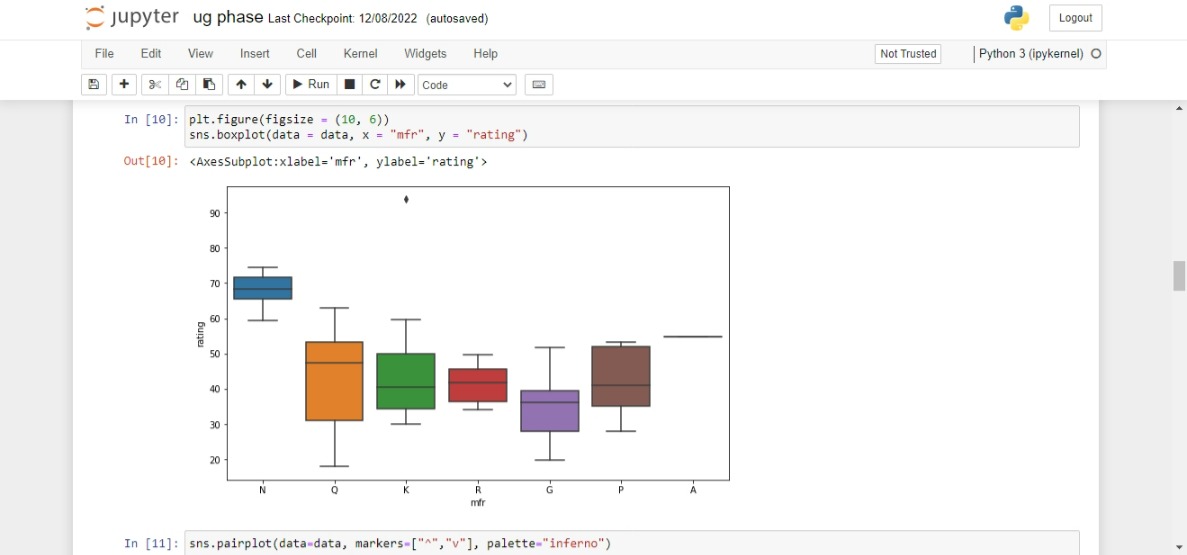 jupyter ug phase Last Checkpoint: 12/08/2022 (autosaved)
Logout
File Edit View Insert Cell Kernel Widgets Help
Not Trusted
Python 3 (ipykernel)
Run
Code
In [10]: plt.figure(figsize = (10, 6))
sns.boxplot(data = data, x = "mfr", y = "rating")
Out[10]: <AxesSubplot:xlabel='mfr', ylabel='rating'>
90
80
70
60
50
40
30
20
rating
N Q K R G P A
mfr
In [11]: sns.pairplot(data=data, markers=["^","v"], palette="inferno")